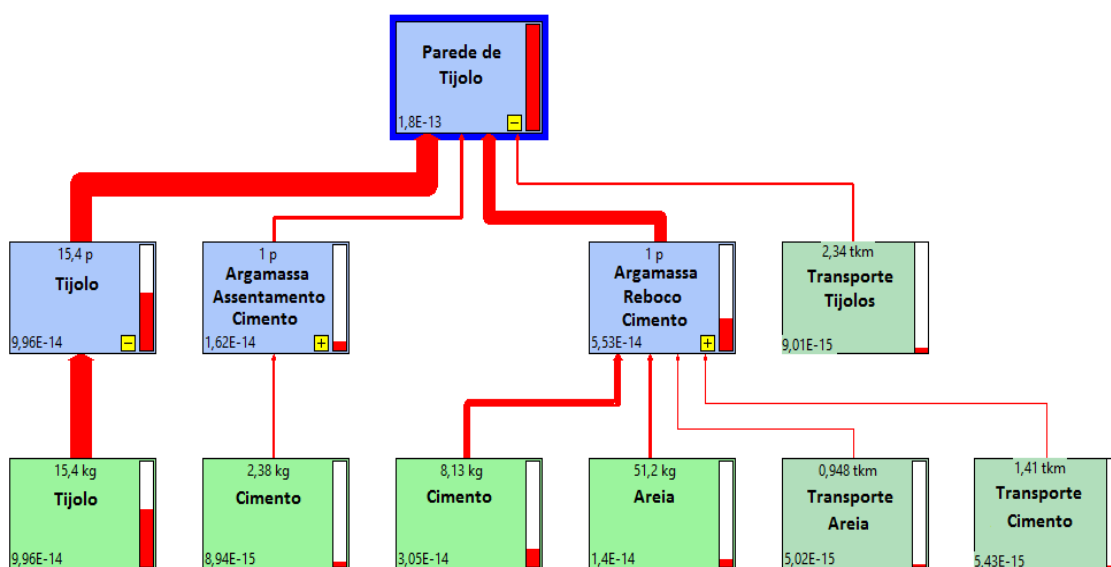 Parede de
Tijolo
1,8E-13
−
15,4 p
Tijolo
9,96E-14
−
1 p
Argamassa
Assentamento
Cimento
1,62E-14
+
1 p
Argamassa
Reboco
Cimento
5,53E-14
+
2,34 tkm
Transporte
Tijolos
9,01E-15
15,4 kg
Tijolo
9,96E-14
2,38 kg
Cimento
8,94E-15
8,13 kg
Cimento
3,05E-14
51,2 kg
Areia
1,4E-14
0,948 tkm
Transporte
Areia
5,02E-15
1,41 tkm
Transporte
Cimento
5,43E-15